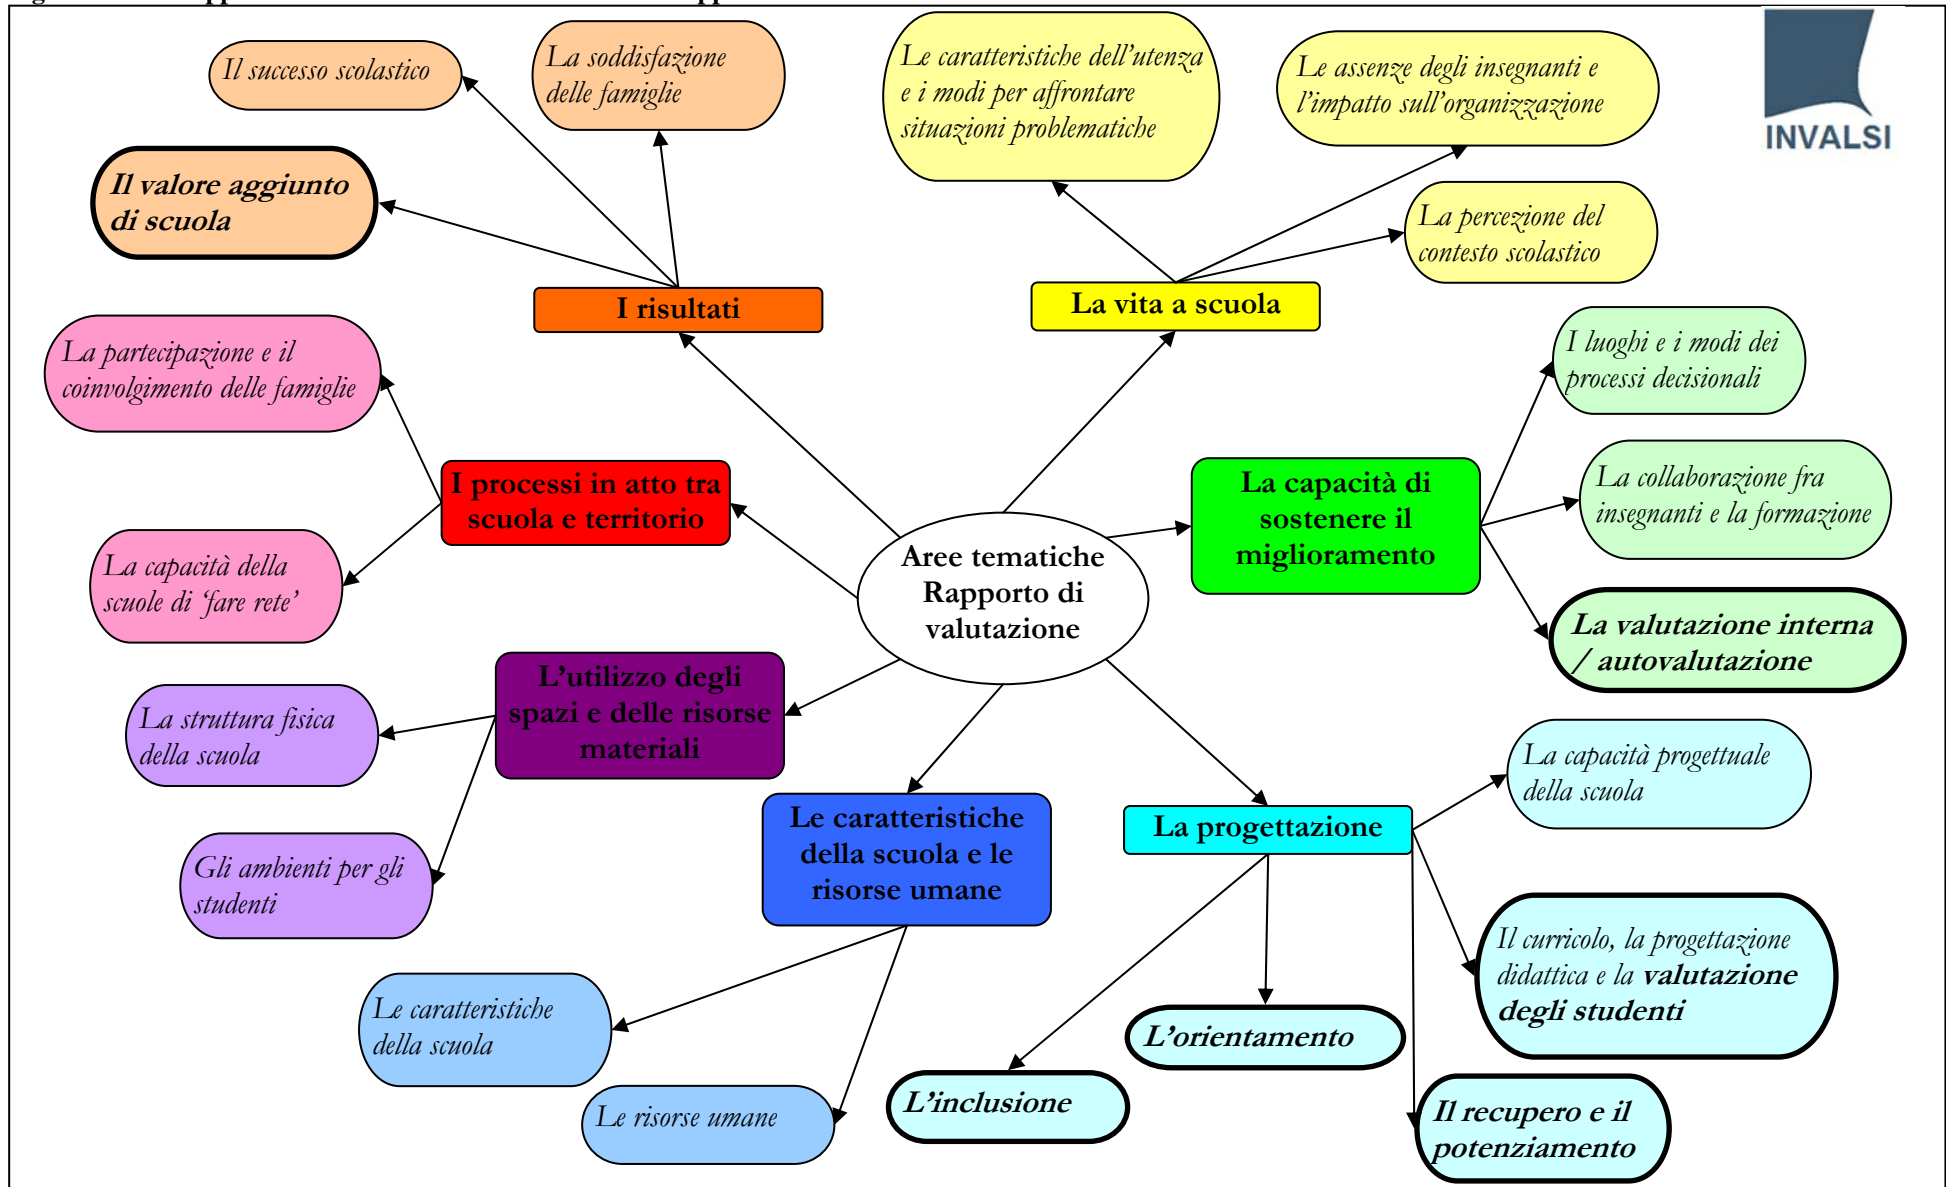 Il successo scolastico
La soddisfazione
delle famiglie
Le caratteristiche dell'utenza
e i modi per affrontare
situazioni problematiche
Le assenze degli insegnanti e
l'impatto sull'organizzazione
INVALSI
Il valore aggiunto
di scuola
La percezione del
contesto scolastico
I risultati
La vita a scuola
La partecipazione e il
coinvolgimento delle famiglie
I luoghi e i modi dei
processi decisionali
I processi in atto tra
scuola e territorio
La capacità di
sostenere il
miglioramento
La collaborazione fra
insegnanti e la formazione
Aree tematiche
Rapporto di
valutazione
La capacità della
scuole di 'fare rete'
La valutazione interna
/ autovalutazione
L'utilizzo degli
spazi e delle risorse
materiali
La struttura fisica
della scuola
La capacità progettuale
della scuola
Le caratteristiche
della scuola e le
risorse umane
La progettazione
Gli ambienti per gli
studenti
Il curricolo, la progettazione
didattica e la valutazione
degli studenti
Le caratteristiche
della scuola
L'orientamento
L'inclusione
Le risorse umane
Il recupero e il
potenziamento